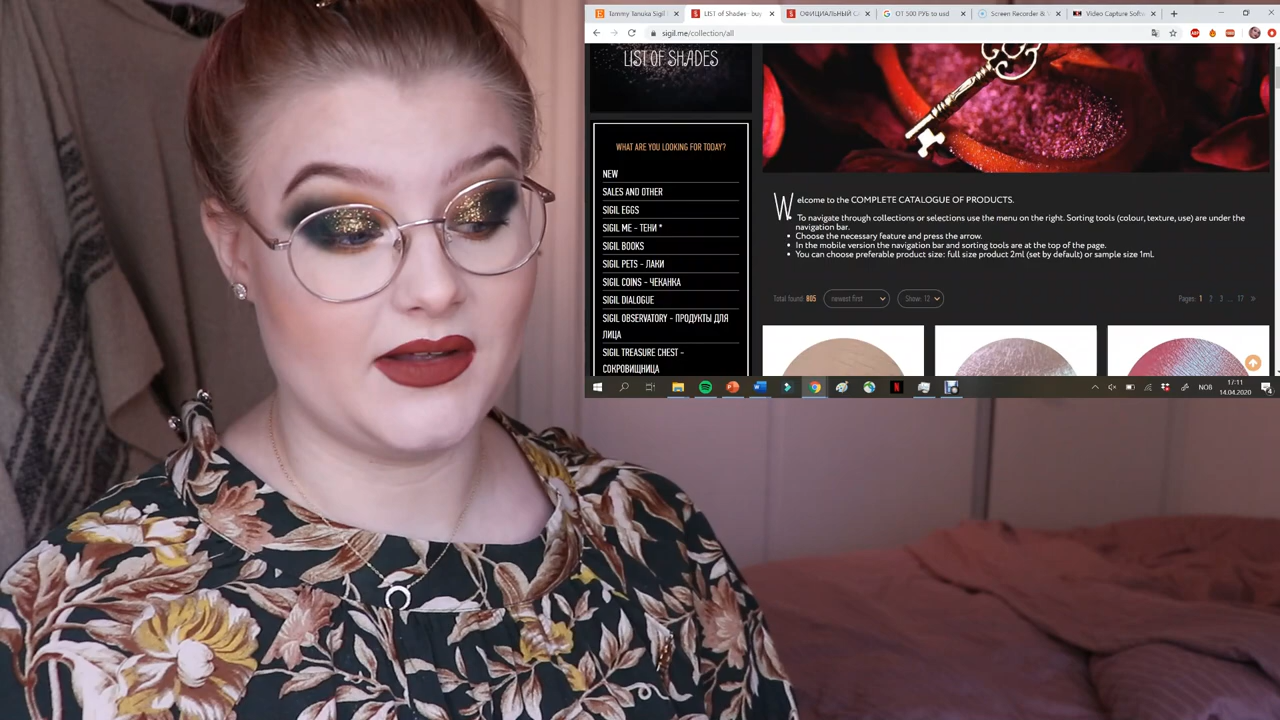 Tammy Tanuka Sigil
LIST of Shades - buy
ОФИЦИАЛЬНЫЙ СА
ОТ 500 РУБ to usd
Screen Recorder &
Video Capture Softw
sigil.me/collection/all
LIST OF SHADES
WHAT ARE YOU LOOKING FOR TODAY?
NEW
SALES AND OTHER
SIGIL EGGS
SIGIL ME - ТЕНИ *
SIGIL BOOKS
SIGIL PETS - ЛАКИ
SIGIL COINS - ЧЕКАНКА
SIGIL DIALOGUE
SIGIL OBSERVATORY - ПРОДУКТЫ ДЛЯ
ЛИЦА
SIGIL TREASURE CHEST -
СОКРОВИЩНИЦА
Welcome to the COMPLETE CATALOGUE OF PRODUCTS.
To navigate through collections or selections use the menu on the right. Sorting tools (colour, texture, use) are under the
navigation bar.
Choose the necessary feature and press the arrow.
In the mobile version the navigation bar and sorting tools are at the top of the page.
You can choose preferable product size: full size product 2ml (set by default) or sample size 1ml.
Total found 805 newest first Show: 12 Pages: 1 2 3 ... 17 »
NOB
17:11
14.04.2020